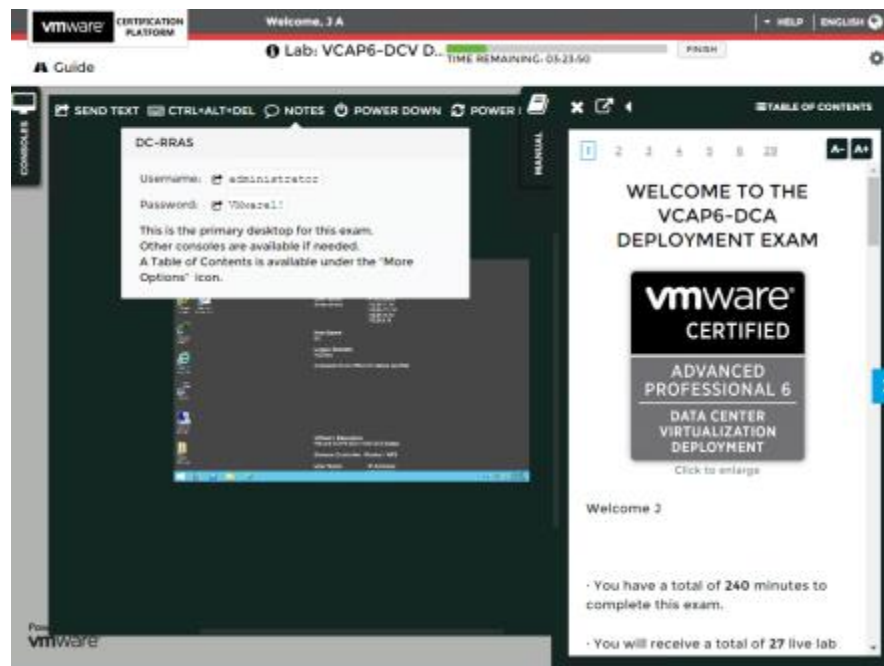 vmware CERTIFICATION PLATFORM
Welcome, J A
HELP ENGLISH
Lab: VCAP6-DCV D..
TIME REMAINING: 03:23:50
FINISH
Guide
CONSOLES
SEND TEXT CTRL+ALT+DEL NOTES POWER DOWN POWER
MANUAL
TABLE OF CONTENTS
DC-RRAS
Username: administrator
Password: VMware1!
This is the primary desktop for this exam.
Other consoles are available if needed.
A Table of Contents is available under the "More
Options" icon.
1 2 3 4 5 6 28
A- A+
WELCOME TO THE
VCAP6-DCA
DEPLOYMENT EXAM
vmware
CERTIFIED
ADVANCED
PROFESSIONAL 6
DATA CENTER
VIRTUALIZATION
DEPLOYMENT
Click to enlarge
Welcome J
· You have a total of 240 minutes to
complete this exam.
· You will receive a total of 27 live lab
vmware